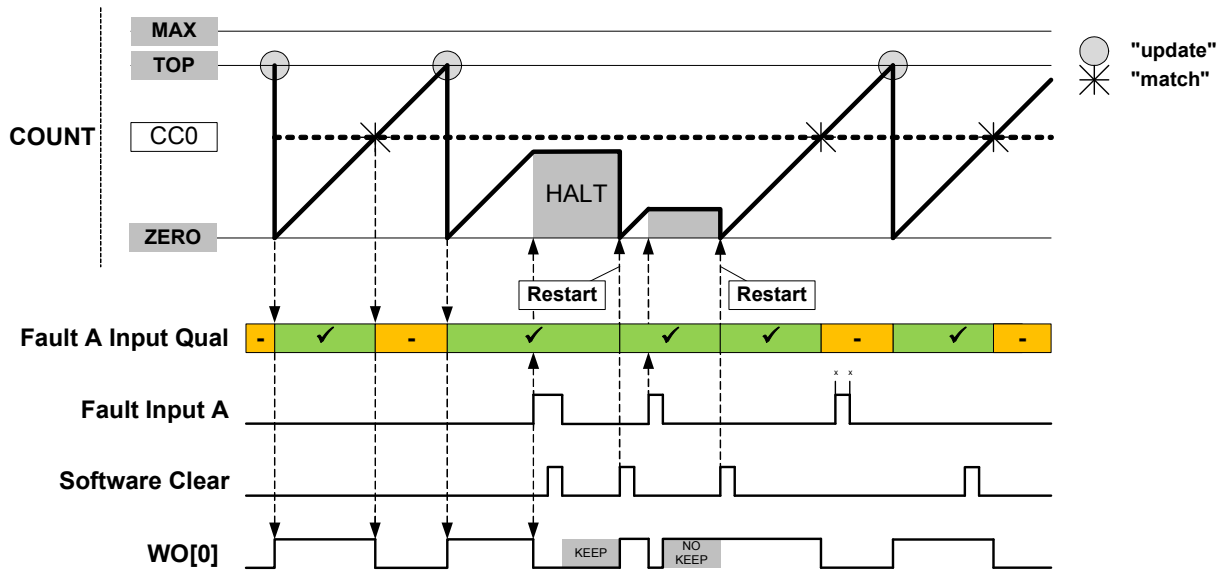 MAX
"update"
TOP
"match"
COUNT
CC0
HALT
ZERO
Restart
Restart
Fault A Input Qual
- ✓ - ✓ ✓ ✓ - ✓ -
x x
Fault Input A
Software Clear
WO[0]
KEEP
NO
KEEP